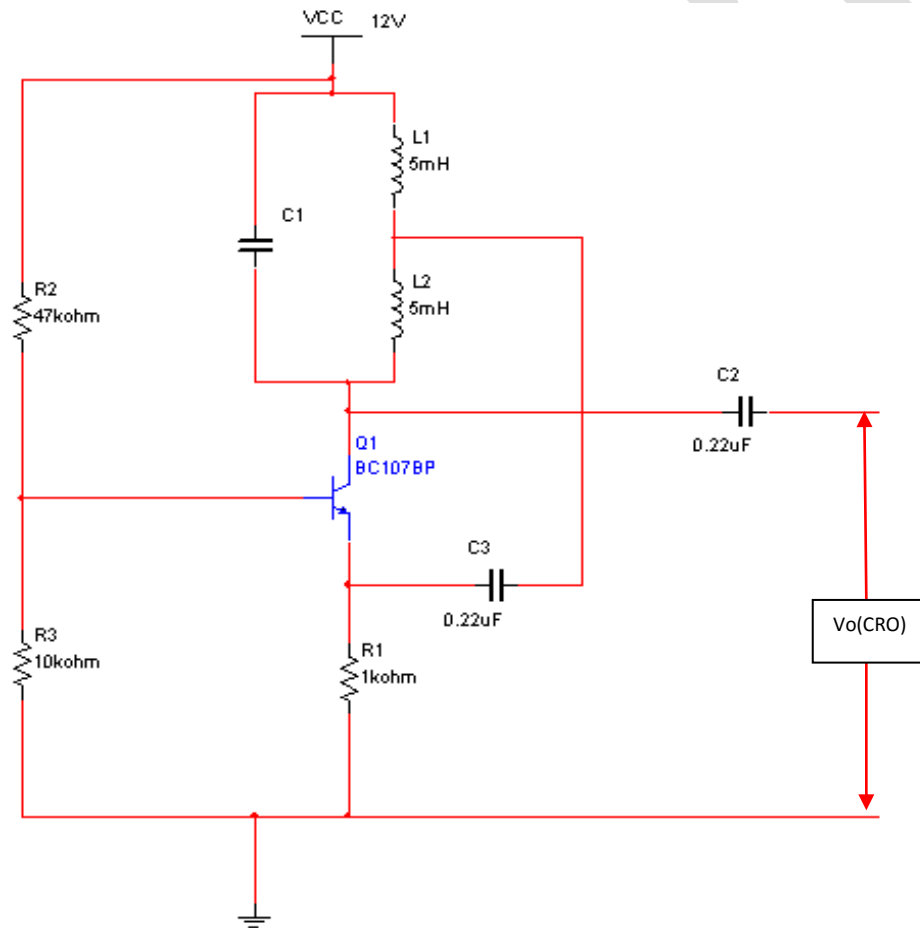 VCC 12V
L1
5mH
C1
L2
5mH
R2
47kohm
C2
0.22uF
Q1
BC107BP
C3
0.22uF
Vo(CRO)
R3
10kohm
R1
1kohm